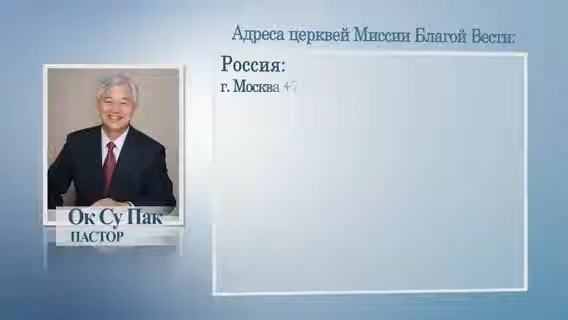 Адреса церквей Миссии Благой Вести:
Россия:
г. Москва +7
Ок Су Пак
ПАСТОР